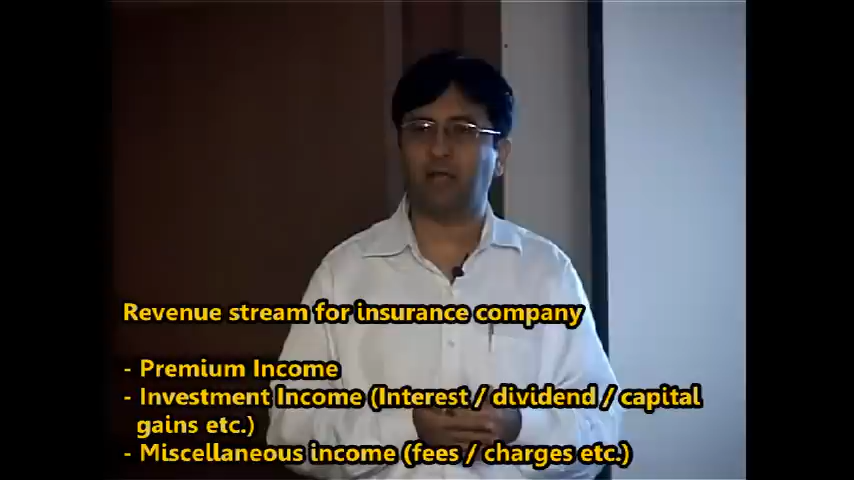 Revenue stream for insurance company
- Premium Income
- Investment Income (Interest / dividend / capital
gains etc.)
- Miscellaneous income (fees / charges etc.)